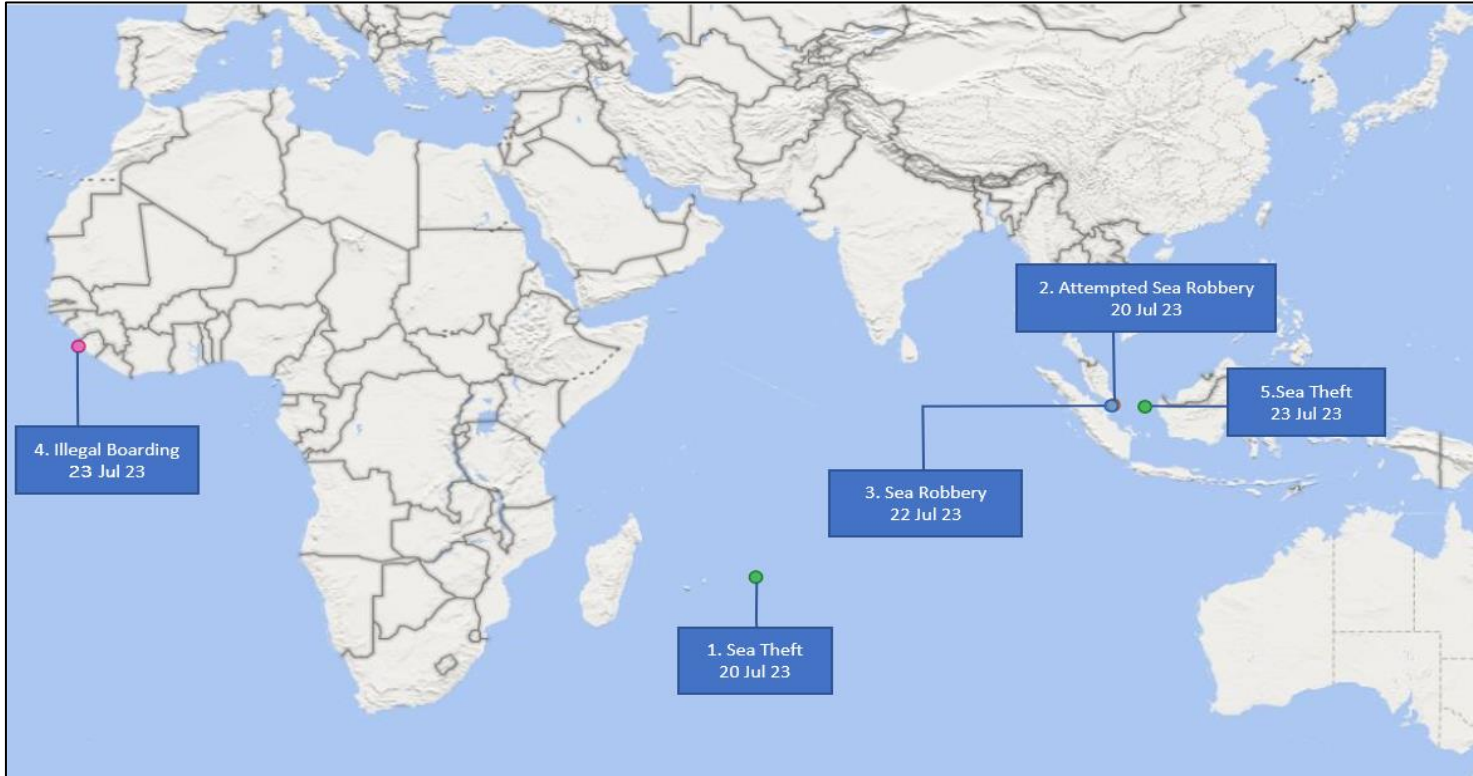 2. Attempted Sea Robbery
20 Jul 23
5.Sea Theft
23 Jul 23
4. Illegal Boarding
23 Jul 23
3. Sea Robbery
22 Jul 23
1. Sea Theft
20 Jul 23